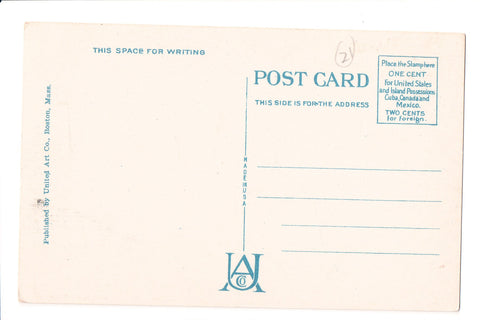 THIS SPACE FOR WRITING
21
POST CARD
THIS SIDE IS FOR THE ADDRESS
Place the Stamp here
ONE CENT
for United States
and Island Possessions
Cuba, Canada and
Mexico.
TWO CENTS
for foreign.
Published by United Art Co., Boston, Mass.
MADE IN USA
UA CO